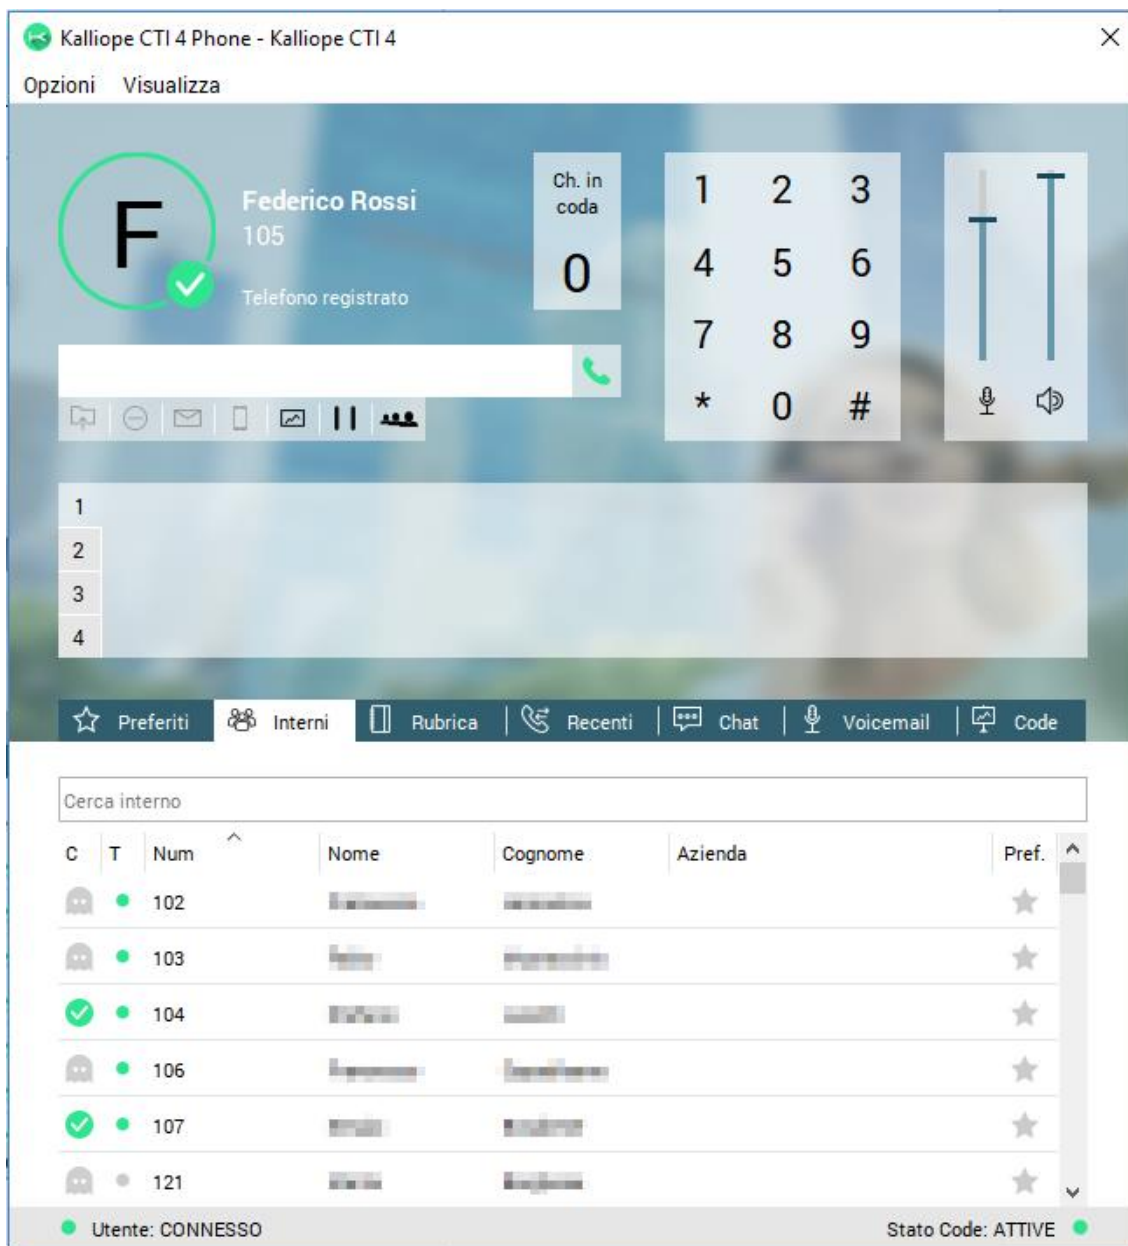 Kalliope CTI 4 Phone - Kalliope CTI 4
Opzioni Visualizza
F
Federico Rossi
105
Telefono registrato
Ch. in
coda
0
1 2 3
4 5 6
7 8 9
* 0 #
1
2
3
4
Preferiti Interni Rubrica Recenti Chat Voicemail Code
Cerca interno
C T Num Nome Cognome Azienda Pref.
102
103
104
106
107
121
Utente: CONNESSO Stato Code: ATTIVE